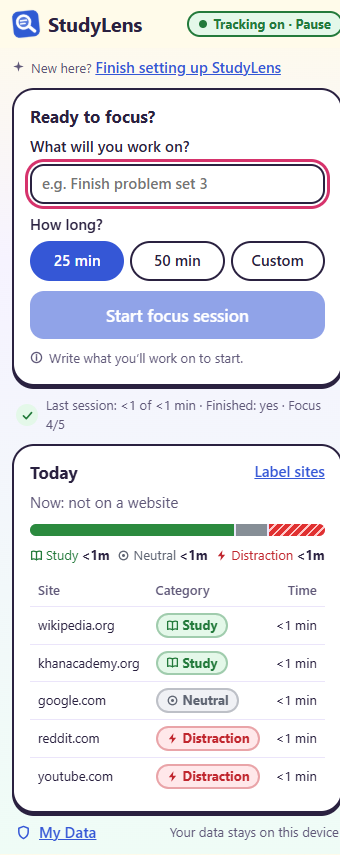 StudyLens
Tracking on · Pause
New here? Finish setting up StudyLens
Ready to focus?
What will you work on?
e.g. Finish problem set 3
How long?
25 min
50 min
Custom
Start focus session
Write what you'll work on to start.
Last session: <1 of <1 min · Finished: yes · Focus
4/5
Today
Label sites
Now: not on a website
Study <1m
Neutral <1m
Distraction <1m
Site Category Time
wikipedia.org Study <1 min
khanacademy.org Study <1 min
google.com Neutral <1 min
reddit.com Distraction <1 min
youtube.com Distraction <1 min
My Data
Your data stays on this device